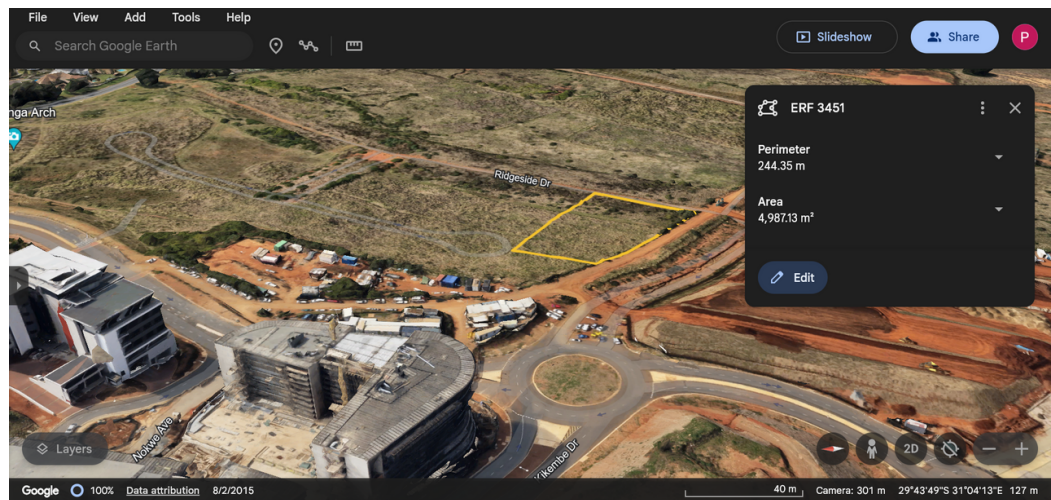 File View Add Tools Help
Search Google Earth
Slideshow
Share
P
nga Arch
Ridgeside Dr
ERF 3451
Perimeter
244.35 m
Area
4,987.13 m²
Edit
Layers
Nokwe Ave
Kikembe Dr
2D
Google 100% Data attribution 8/2/2015 40 m Camera: 301 m 29°43'49"S 31°04'13"E 127 m